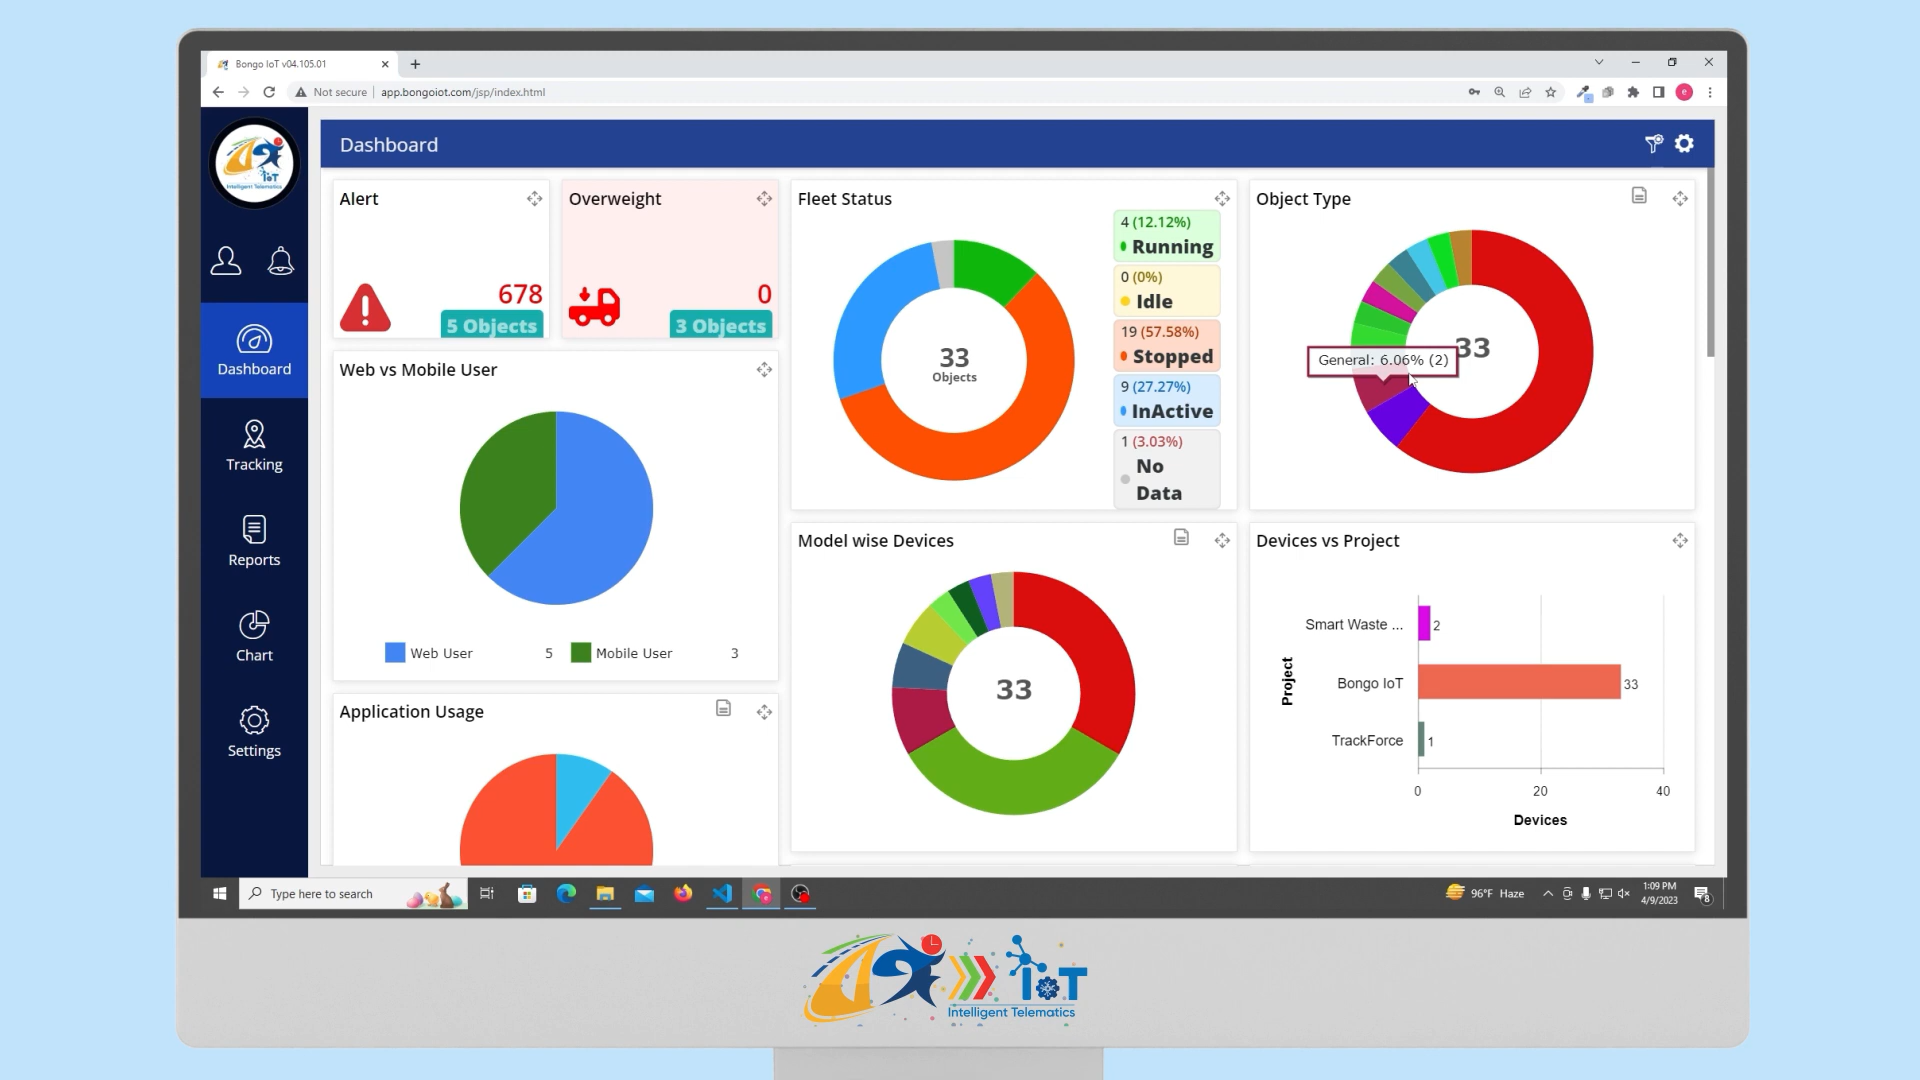 Bongo IoT v04.105.01
Not secure
app.bongoiot.com/jsp/index.html
e
IoT
Intelligent Telematics
Dashboard
Tracking
Reports
Chart
Settings
Dashboard
Alert
678
5 Objects
Overweight
0
3 Objects
Web vs Mobile User
Web User 5
Mobile User 3
Application Usage
Fleet Status
33
Objects
4 (12.12%)
Running
0 (0%)
Idle
19 (57.58%)
Stopped
9 (27.27%)
InActive
1 (3.03%)
No
Data
Object Type
33
General: 6.06% (2)
Model wise Devices
33
Devices vs Project
Project
Smart Waste ... 2
Bongo IoT 33
TrackForce 1
0 20 40
Devices
Type here to search
96°F Haze
1:09 PM
4/9/2023
8
IoT
Intelligent Telematics